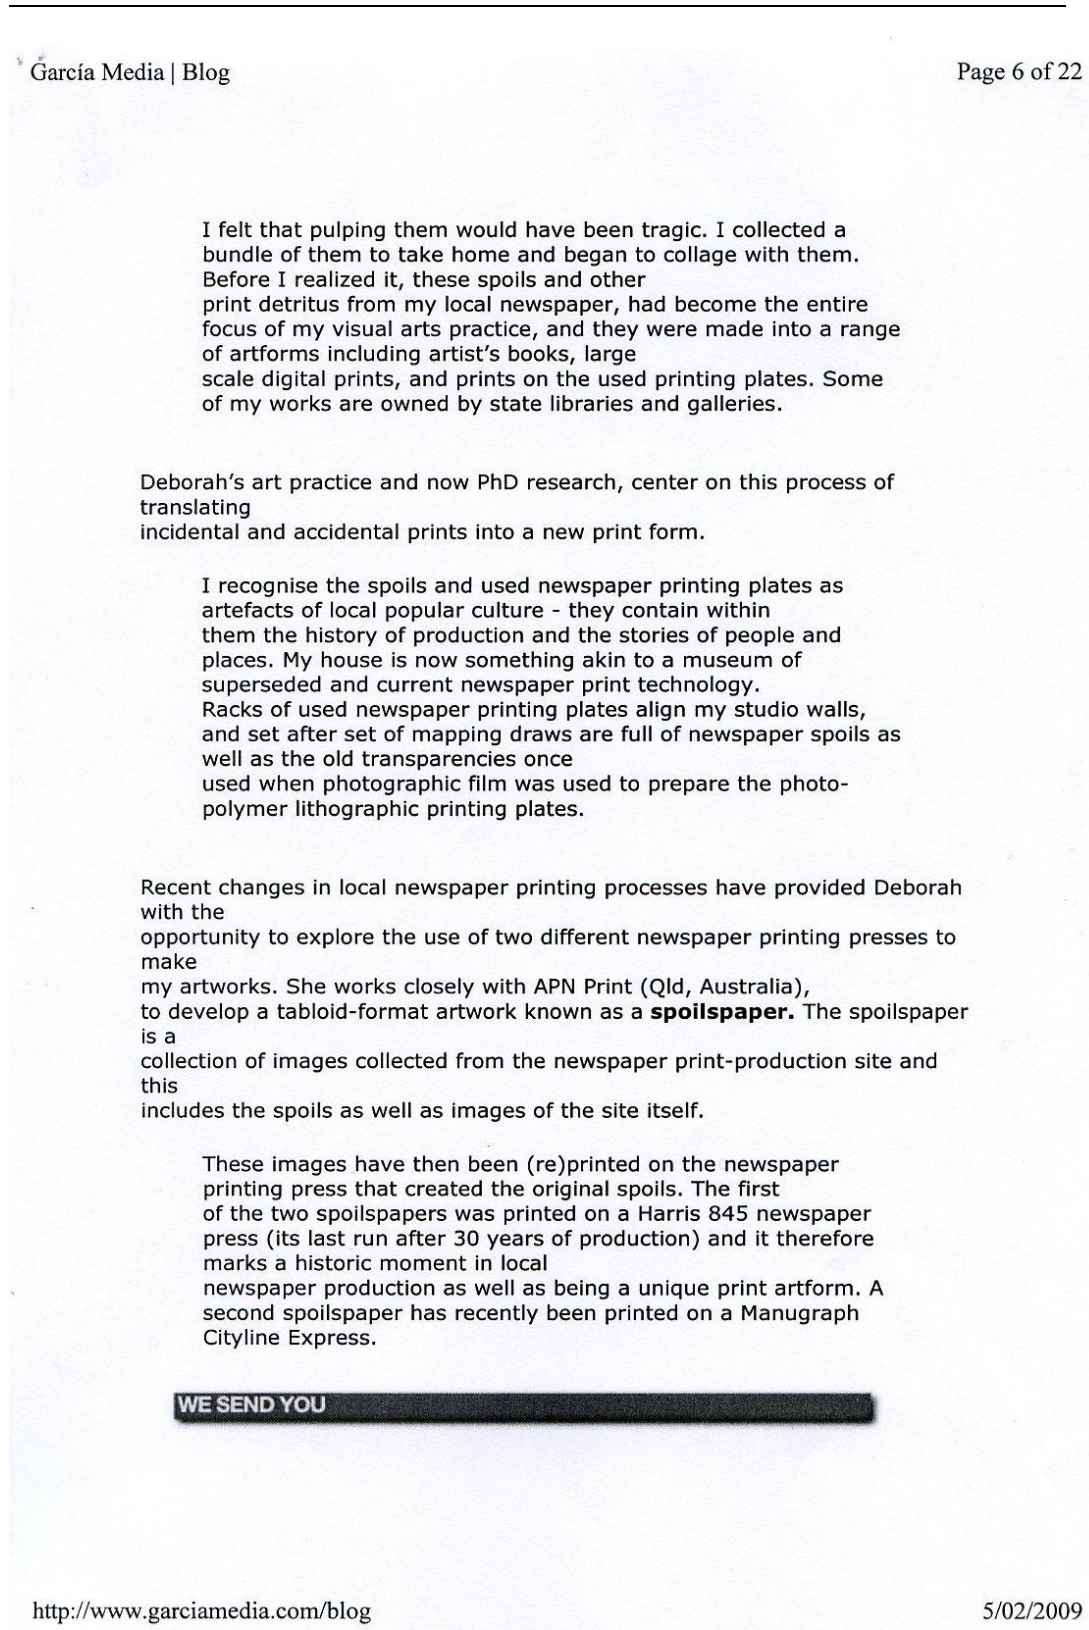 García Media | Blog
Page 6 of 22
I felt that pulping them would have been tragic. I collected a
bundle of them to take home and began to collage with them.
Before I realized it, these spoils and other
print detritus from my local newspaper, had become the entire
focus of my visual arts practice, and they were made into a range
of artforms including artist's books, large
scale digital prints, and prints on the used printing plates. Some
of my works are owned by state libraries and galleries.
Deborah's art practice and now PhD research, center on this process of
translating
incidental and accidental prints into a new print form.
I recognise the spoils and used newspaper printing plates as
artefacts of local popular culture - they contain within
them the history of production and the stories of people and
places. My house is now something akin to a museum of
superseded and current newspaper print technology.
Racks of used newspaper printing plates align my studio walls,
and set after set of mapping draws are full of newspaper spoils as
well as the old transparencies once
used when photographic film was used to prepare the photo-
polymer lithographic printing plates.
Recent changes in local newspaper printing processes have provided Deborah
with the
opportunity to explore the use of two different newspaper printing presses to
make
my artworks. She works closely with APN Print (Qld, Australia),
to develop a tabloid-format artwork known as a spoilspaper. The spoilspaper
is a
collection of images collected from the newspaper print-production site and
this
includes the spoils as well as images of the site itself.
These images have then been (re)printed on the newspaper
printing press that created the original spoils. The first
of the two spoilspapers was printed on a Harris 845 newspaper
press (its last run after 30 years of production) and it therefore
marks a historic moment in local
newspaper production as well as being a unique print artform. A
second spoilspaper has recently been printed on a Manugraph
Cityline Express.
WE SEND YOU
http://www.garciamedia.com/blog
5/02/2009